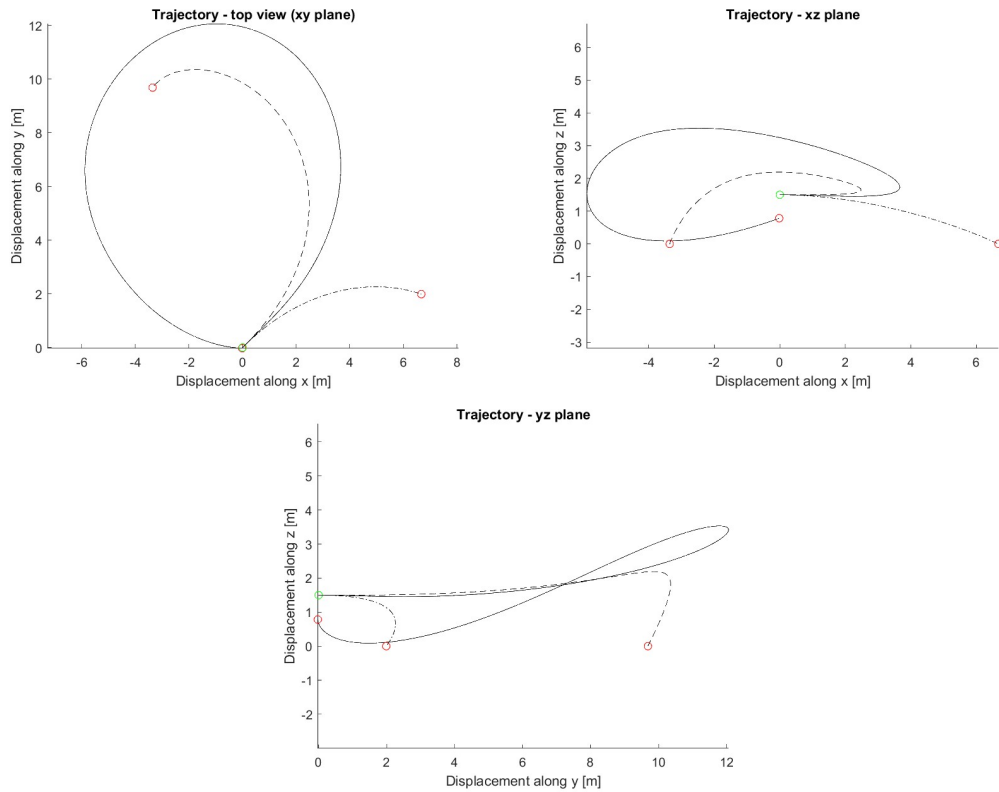 Trajectory - top view (xy plane)
12
10
8
6
4
2
0
-6 -4 -2 0 2 4 6 8
Displacement along x [m]
Displacement along y [m]
Trajectory - xz plane
6
5
4
3
2
1
0
-1
-2
-3
-4 -2 0 2 4 6
Displacement along x [m]
Displacement along z [m]
Trajectory - yz plane
6
5
4
3
2
1
0
-1
-2
0 2 4 6 8 10 12
Displacement along y [m]
Displacement along z [m]